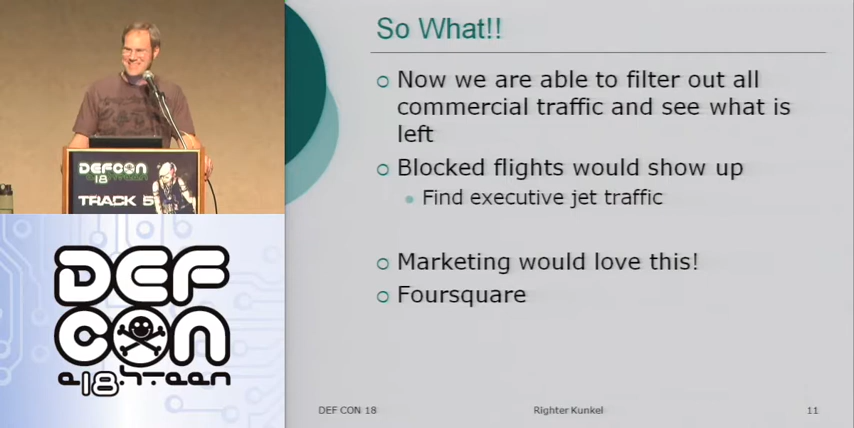 So What!!
Now we are able to filter out all
commercial traffic and see what is
left
Blocked flights would show up
Find executive jet traffic
Marketing would love this!
Foursquare
DEF CON 18
Righter Kunkel
11
DEFCON
18
TRACK 5
DEF
CON
e18hteen